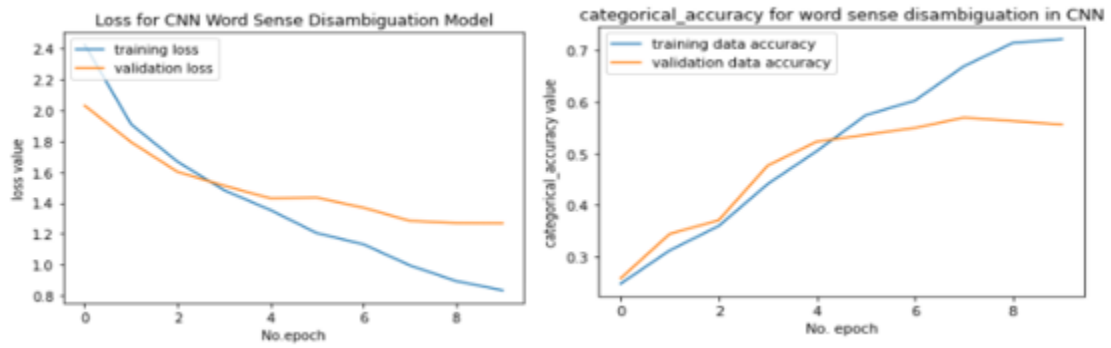 Loss for CNN Word Sense Disambiguation Model
training loss
validation loss
2.4
2.2
2.0
1.8
1.6
1.4
1.2
1.0
0.8
loss value
0 2 4 6 8
No.epoch
categorical_accuracy for word sense disambiguation in CNN
training data accuracy
validation data accuracy
0.7
0.6
0.5
0.4
0.3
categorical_accuracy value
0 2 4 6 8
No. epoch